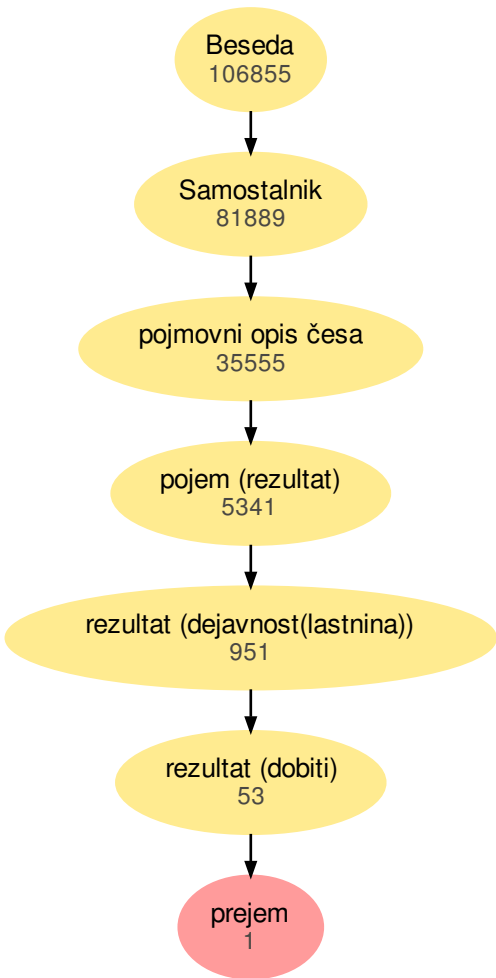 Beseda
106855
Samostalnik
81889
pojmovni opis česa
35555
pojem (rezultat)
5341
rezultat (dejavnost(lastnina))
951
rezultat (dobiti)
53
prejem
1